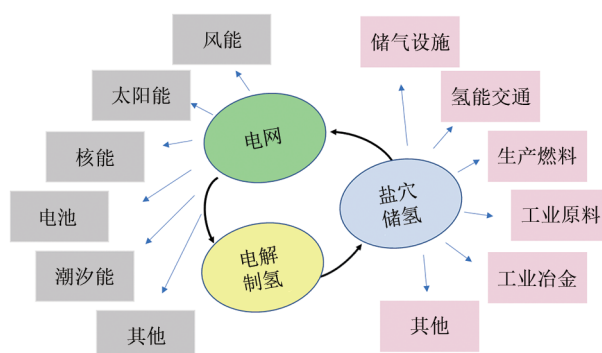 风能
太阳能
核能
电池
潮汐能
其他
电网
电解
制氢
盐穴
储氢
储气设施
氢能交通
生产燃料
工业原料
工业冶金
其他